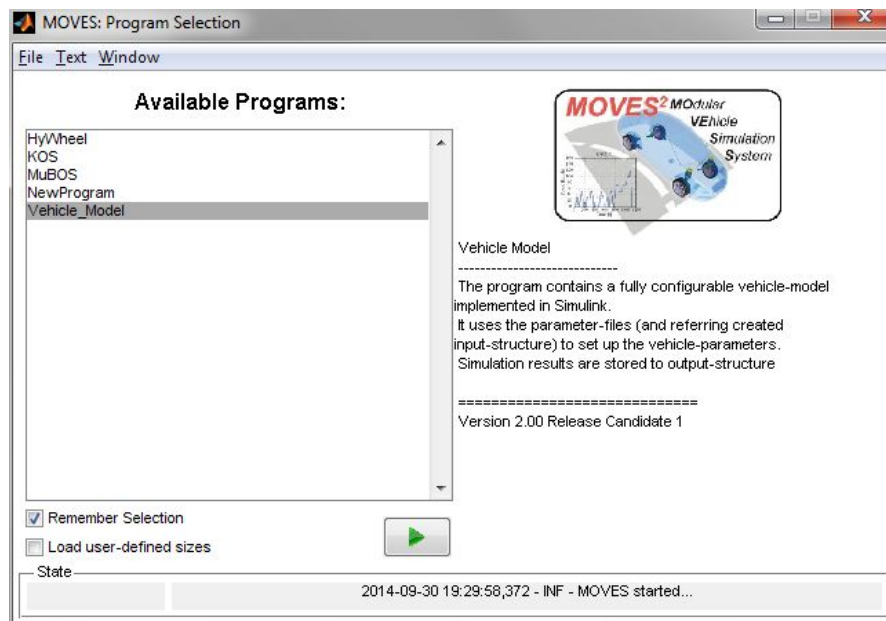 MOVES: Program Selection
File Text Window
Available Programs:
HyWheel
KOS
MuBOS
NewProgram
Vehicle_Model
MOVES² MOdular
VEhicle
Simulation
System
Vehicle Model
-----------------------------
The program contains a fully configurable vehicle-model
implemented in Simulink.
It uses the parameter-files (and referring created
input-structure) to set up the vehicle-parameters.
Simulation results are stored to output-structure
==============================
Version 2.00 Release Candidate 1
Remember Selection
Load user-defined sizes
State
2014-09-30 19:29:58,372 - INF - MOVES started...